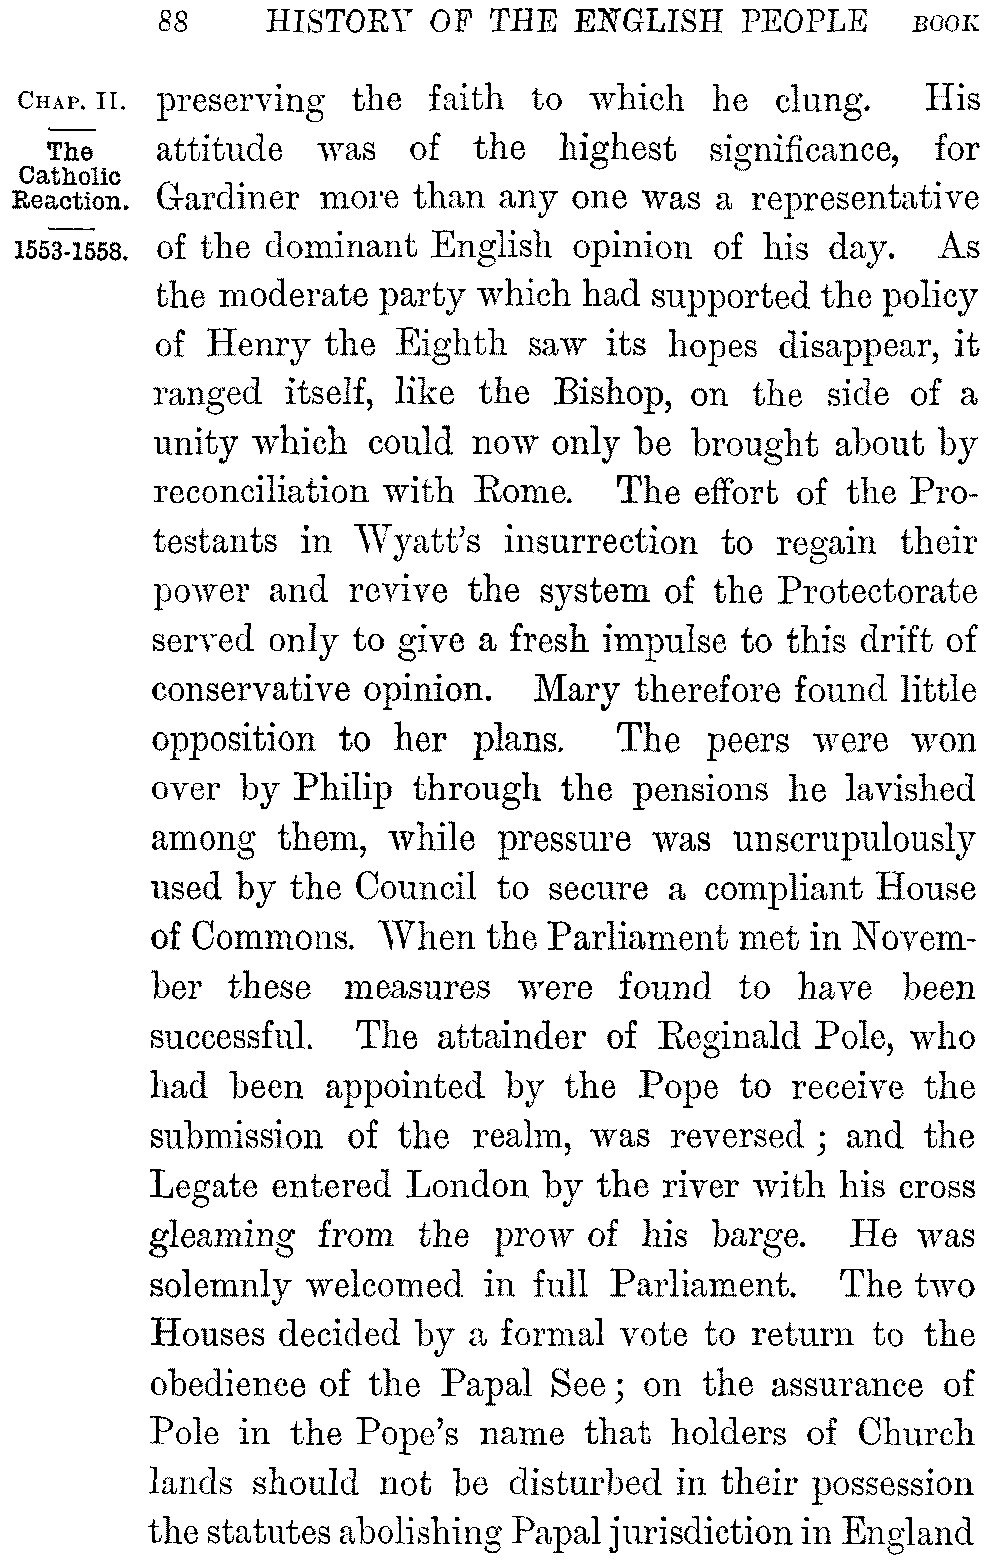 88 HISTORY OF THE ENGLISH PEOPLE BOOK
CHAP. II.
The
Catholic
Reaction.
1553-1558.
preserving the faith to which he clung. His
attitude was of the highest significance, for
Gardiner more than any one was a representative
of the dominant English opinion of his day. As
the moderate party which had supported the policy
of Henry the Eighth saw its hopes disappear, it
ranged itself, like the Bishop, on the side of a
unity which could now only be brought about by
reconciliation with Rome. The effort of the Pro-
testants in Wyatt's insurrection to regain their
power and revive the system of the Protectorate
served only to give a fresh impulse to this drift of
conservative opinion. Mary therefore found little
opposition to her plans. The peers were won
over by Philip through the pensions he lavished
among them, while pressure was unscrupulously
used by the Council to secure a compliant House
of Commons. When the Parliament met in Novem-
ber these measures were found to have been
successful. The attainder of Reginald Pole, who
had been appointed by the Pope to receive the
submission of the realm, was reversed ; and the
Legate entered London by the river with his cross
gleaming from the prow of his barge. He was
solemnly welcomed in full Parliament. The two
Houses decided by a formal vote to return to the
obedience of the Papal See ; on the assurance of
Pole in the Pope's name that holders of Church
lands should not be disturbed in their possession
the statutes abolishing Papal jurisdiction in England